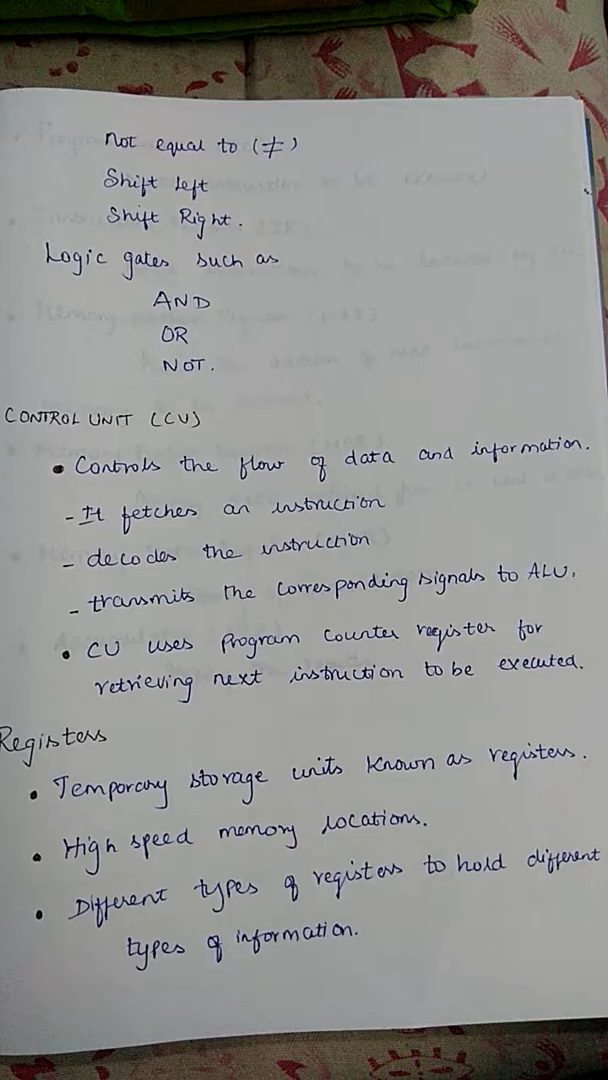 Not equal to (≠)
Shift Left
Shift Right.
Logic gates such as
AND
OR
NOT.
CONTROL UNIT (CU)
• Controls the flow of data and information.
- It fetches an instruction
- decodes the instruction
- transmits the corresponding signals to ALU.
• CU uses Program Counter register for
retrieving next instruction to be executed.
Registers
• Temporary storage units known as registers.
• High speed memory locations.
• Different types of registers to hold different
types of information.